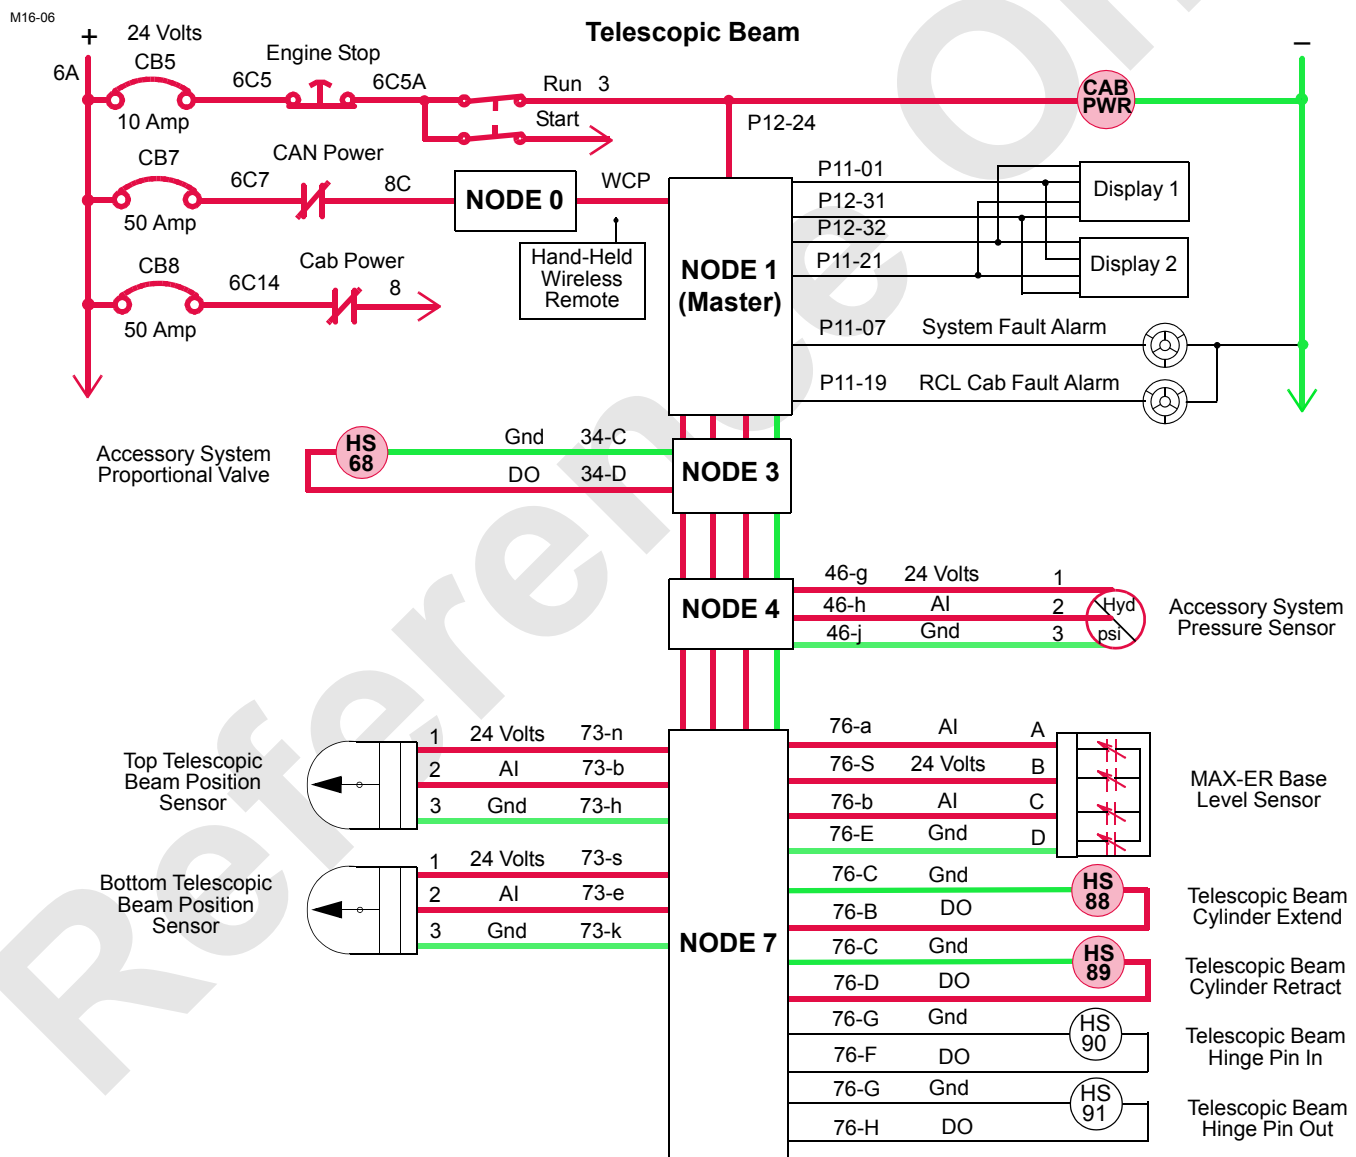 M16-06
Telescopic Beam
+
24 Volts
−
6A
CB5
10 Amp
6C5
Engine Stop
6C5A
Run 3
Start
P12-24
CAB
PWR
CB7
50 Amp
6C7
CAN Power
8C
NODE 0
WCP
Hand-Held
Wireless
Remote
CB8
50 Amp
6C14
Cab Power
8
NODE 1
(Master)
P11-01
P12-31
P12-32
P11-21
Display 1
Display 2
P11-07 System Fault Alarm
P11-19 RCL Cab Fault Alarm
Accessory System
Proportional Valve
HS
68
Gnd 34-C
DO 34-D
NODE 3
NODE 4
46-g 24 Volts 1
46-h AI 2
46-j Gnd 3
Hyd
psi
Accessory System
Pressure Sensor
Top Telescopic
Beam Position
Sensor
1 24 Volts 73-n
2 AI 73-b
3 Gnd 73-h
Bottom Telescopic
Beam Position
Sensor
1 24 Volts 73-s
2 AI 73-e
3 Gnd 73-k
NODE 7
76-a AI A
76-S 24 Volts B
76-b AI C
76-E Gnd D
MAX-ER Base
Level Sensor
76-C Gnd
76-B DO
HS
88
Telescopic Beam
Cylinder Extend
76-C Gnd
76-D DO
HS
89
Telescopic Beam
Cylinder Retract
76-G Gnd
76-F DO
HS
90
Telescopic Beam
Hinge Pin In
76-G Gnd
76-H DO
HS
91
Telescopic Beam
Hinge Pin Out
Reference